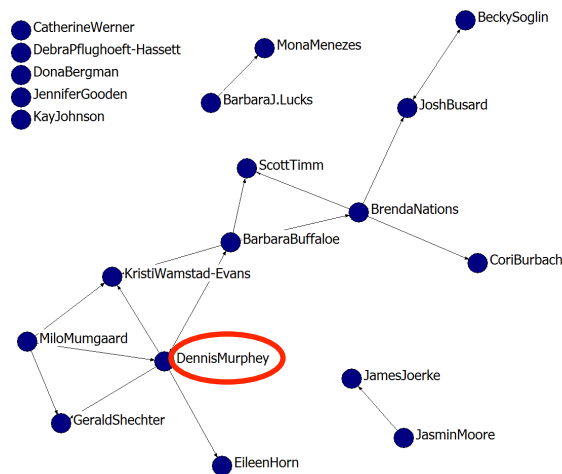 CatherineWerner
DebraPflughoeft-Hassett
DonaBergman
JenniferGooden
KayJohnson
MonaMenezes
BarbaraJ.Lucks
BeckySoglin
JoshBusard
ScottTimm
BrendaNations
BarbaraBuffaloe
CoriBurbach
KristiWamstad-Evans
MiloMumgaard
DennisMurphey
JamesJoerke
GeraldShechter
JasminMoore
EileenHorn